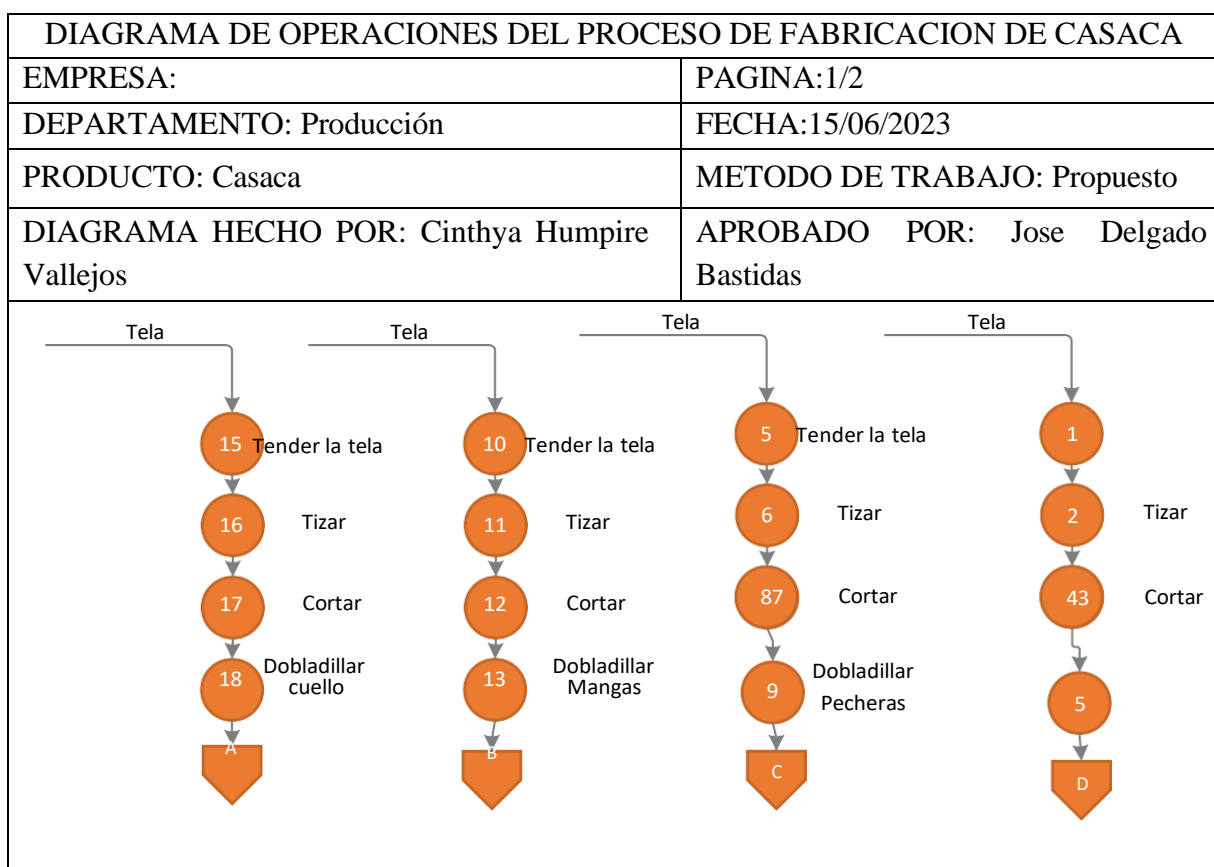 DIAGRAMA DE OPERACIONES DEL PROCESO DE FABRICACION DE CASACA
EMPRESA:
PAGINA:1/2
DEPARTAMENTO: Producción
FECHA:15/06/2023
PRODUCTO: Casaca
METODO DE TRABAJO: Propuesto
DIAGRAMA HECHO POR: Cinthya Humpire
Vallejos
APROBADO POR: Jose Delgado
Bastidas
Tela
Tela
Tela
Tela
15 Tender la tela
10 Tender la tela
5 Tender la tela
1
16 Tizar
11 Tizar
6 Tizar
2 Tizar
17 Cortar
12 Cortar
87 Cortar
43 Cortar
18 Dobladillar
cuello
13 Dobladillar
Mangas
9 Dobladillar
Pecheras
5
A
B
C
D